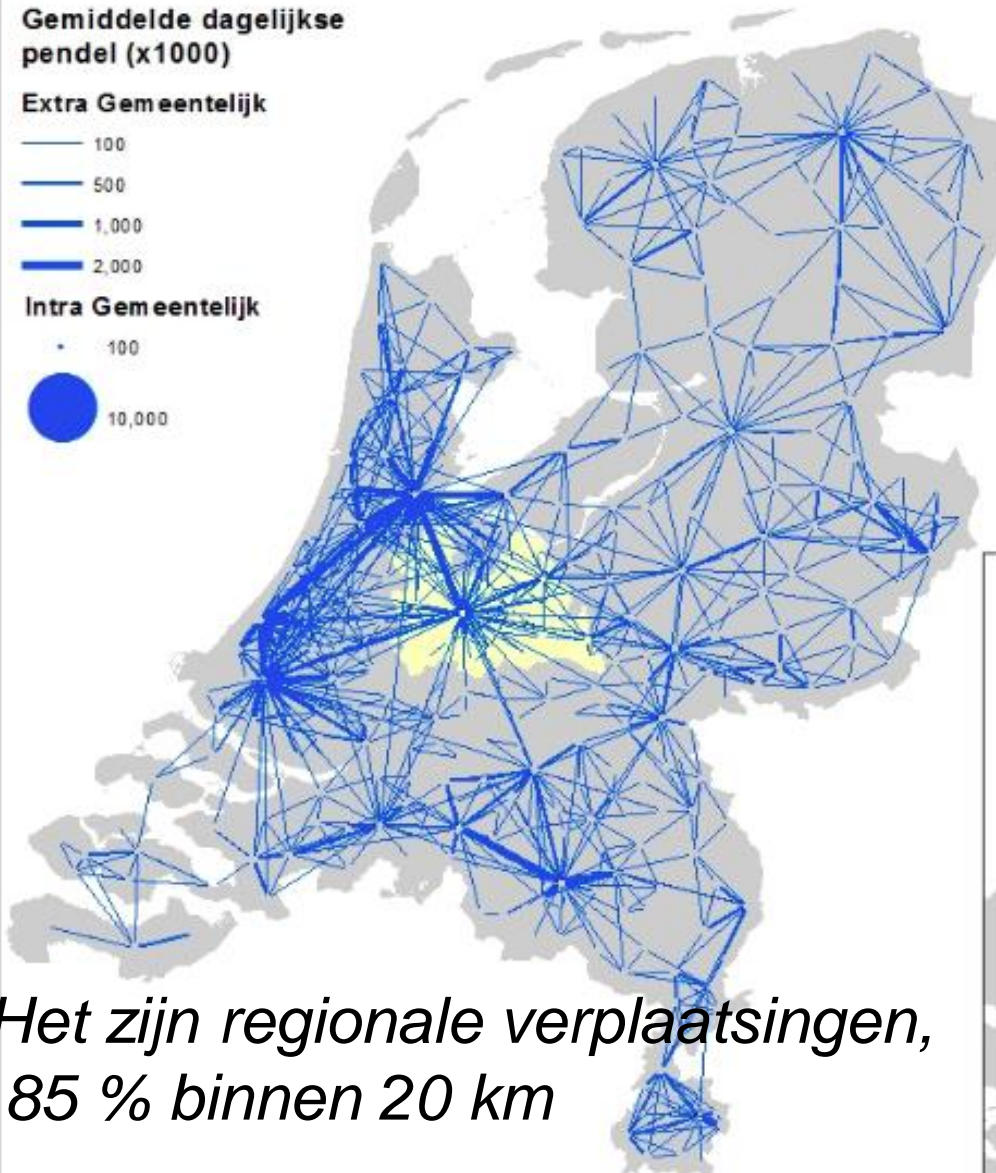 Gemiddelde dagelijkse
pendel (x1000)
Extra Gemeentelijk
100
500
1,000
2,000
Intra Gemeentelijk
100
10,000
Het zijn regionale verplaatsingen,
85 % binnen 20 km